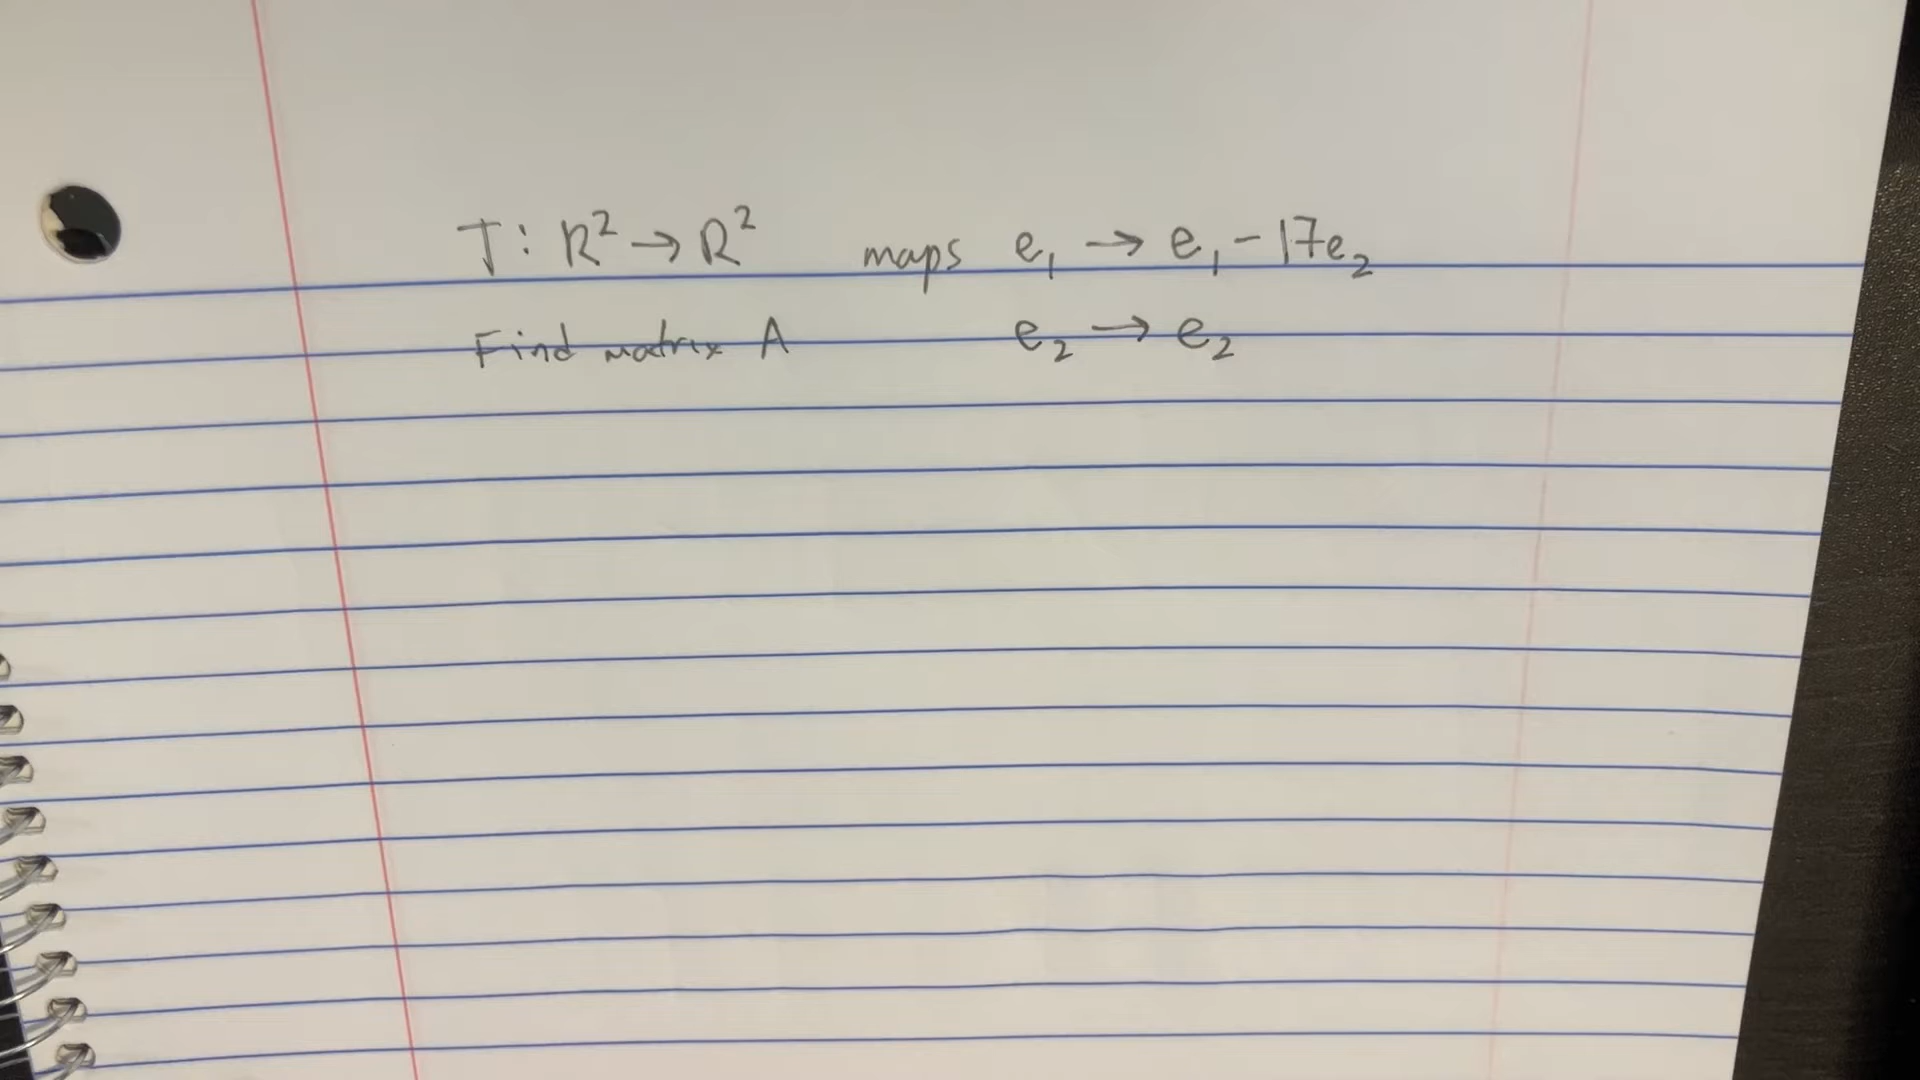 T: R² → R² maps e₁ → e₁ - 17e₂
Find matrix A e₂ → e₂